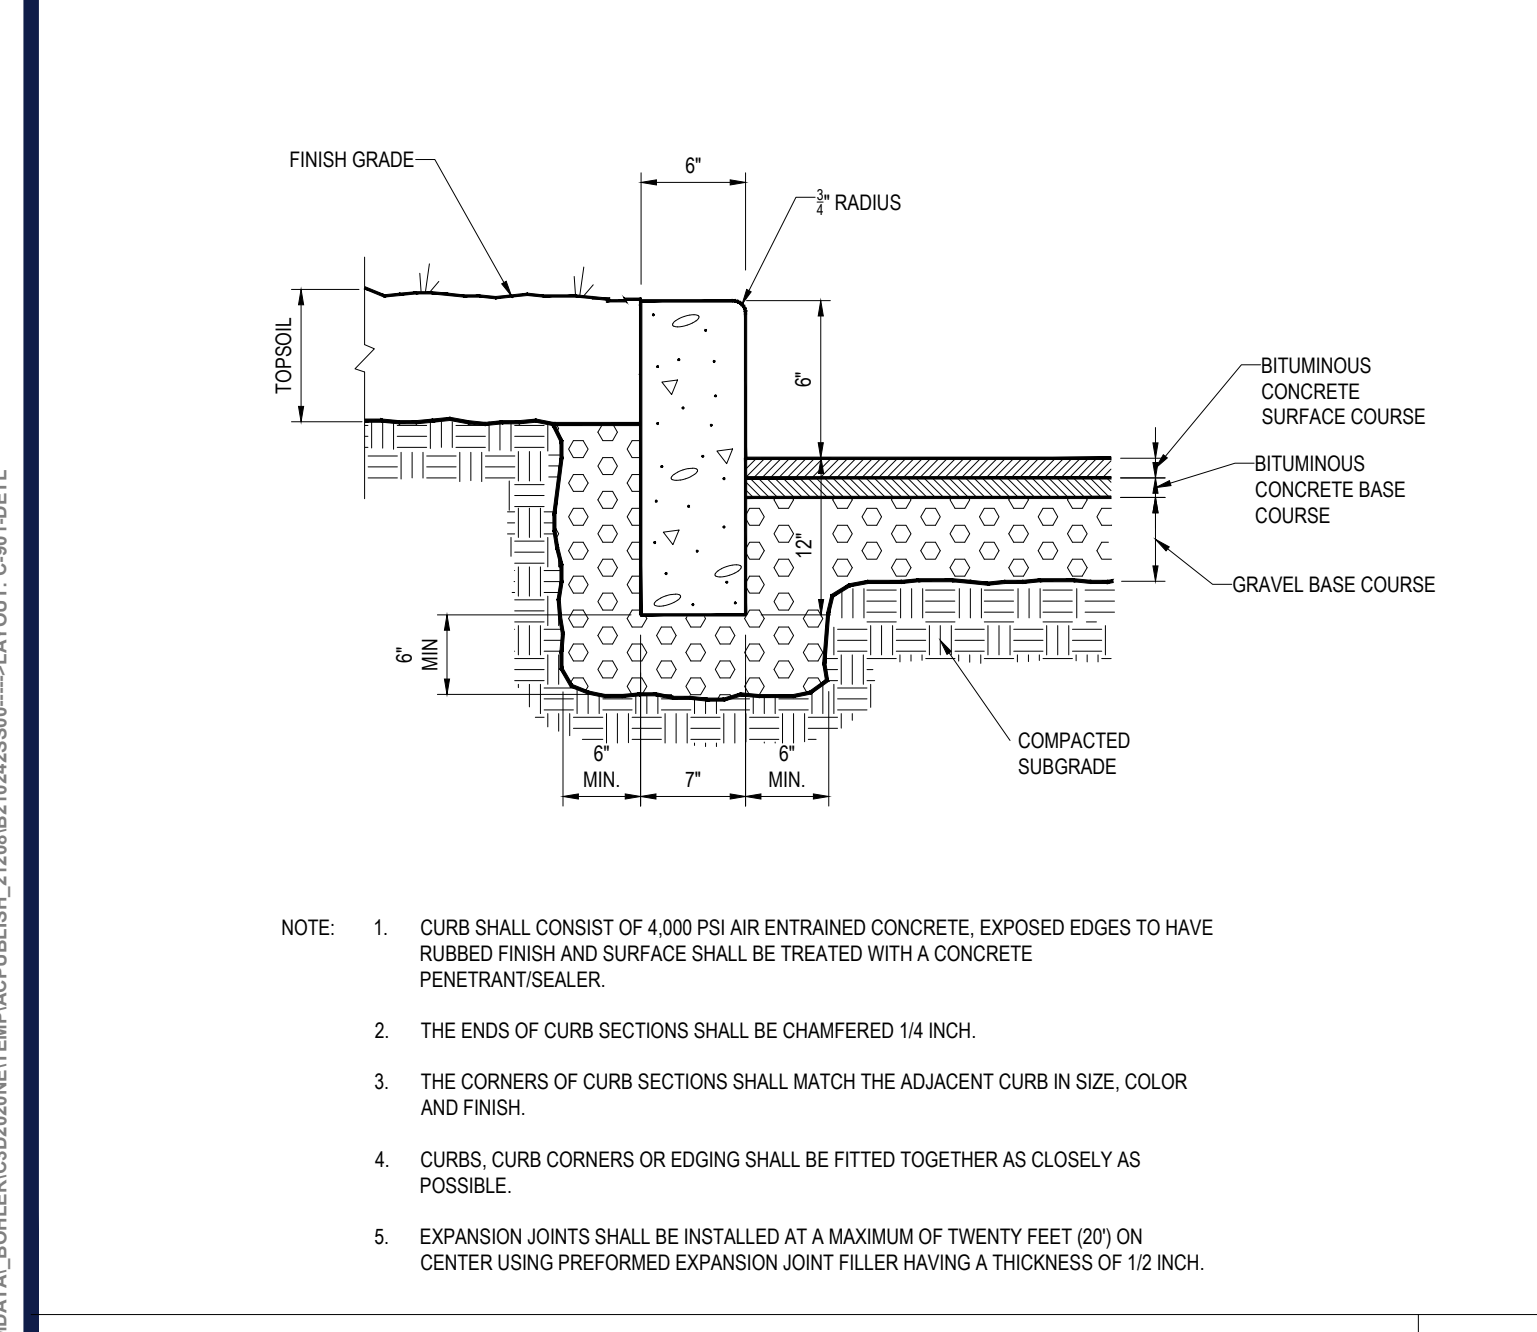 FINISH GRADE
6"
3/4" RADIUS
TOPSOIL
6"
BITUMINOUS
CONCRETE
SURFACE COURSE
BITUMINOUS
CONCRETE BASE
COURSE
12"
GRAVEL BASE COURSE
6"
MIN
COMPACTED
SUBGRADE
6"
MIN.
7"
6"
MIN.
NOTE: 1. CURB SHALL CONSIST OF 4,000 PSI AIR ENTRAINED CONCRETE, EXPOSED EDGES TO HAVE
RUBBED FINISH AND SURFACE SHALL BE TREATED WITH A CONCRETE
PENETRANT/SEALER.
2. THE ENDS OF CURB SECTIONS SHALL BE CHAMFERED 1/4 INCH.
3. THE CORNERS OF CURB SECTIONS SHALL MATCH THE ADJACENT CURB IN SIZE, COLOR
AND FINISH.
4. CURBS, CURB CORNERS OR EDGING SHALL BE FITTED TOGETHER AS CLOSELY AS
POSSIBLE.
5. EXPANSION JOINTS SHALL BE INSTALLED AT A MAXIMUM OF TWENTY FEET (20') ON
CENTER USING PREFORMED EXPANSION JOINT FILLER HAVING A THICKNESS OF 1/2 INCH.